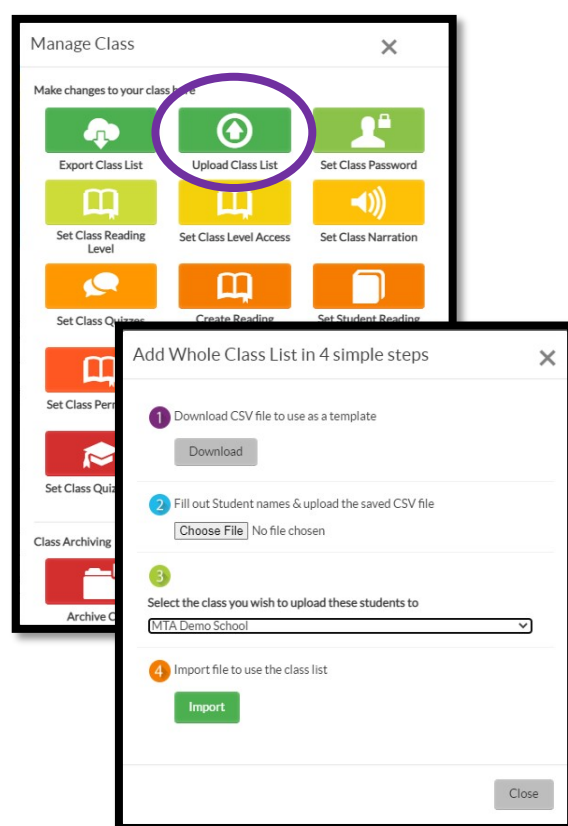 Manage Class
Make changes to your class here
Export Class List
Upload Class List
Set Class Password
Set Class Reading
Level
Set Class Level Access
Set Class Narration
Set Class Quizzes
Create Reading
Set Student Reading
Set Class Per
Set Class Quiz
Class Archiving
Archive C
Add Whole Class List in 4 simple steps
1 Download CSV file to use as a template
Download
2 Fill out Student names & upload the saved CSV file
Choose File No file chosen
3
Select the class you wish to upload these students to
MTA Demo School
4 Import file to use the class list
Import
Close